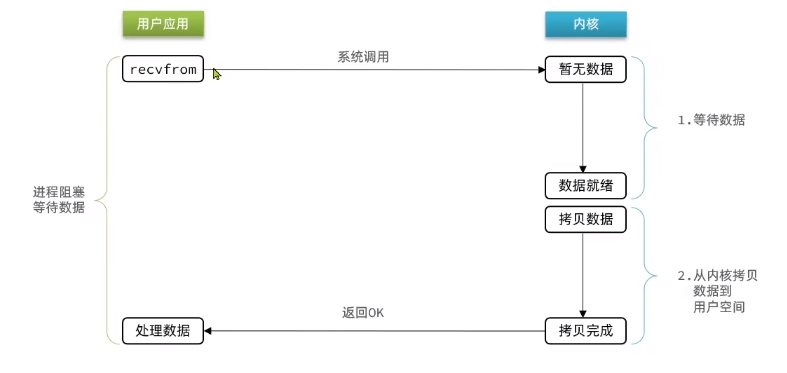 用户应用
内核
recvfrom
系统调用
暂无数据
1.等待数据
进程阻塞
等待数据
数据就绪
拷贝数据
2.从内核拷贝
数据到
用户空间
返回OK
处理数据
拷贝完成